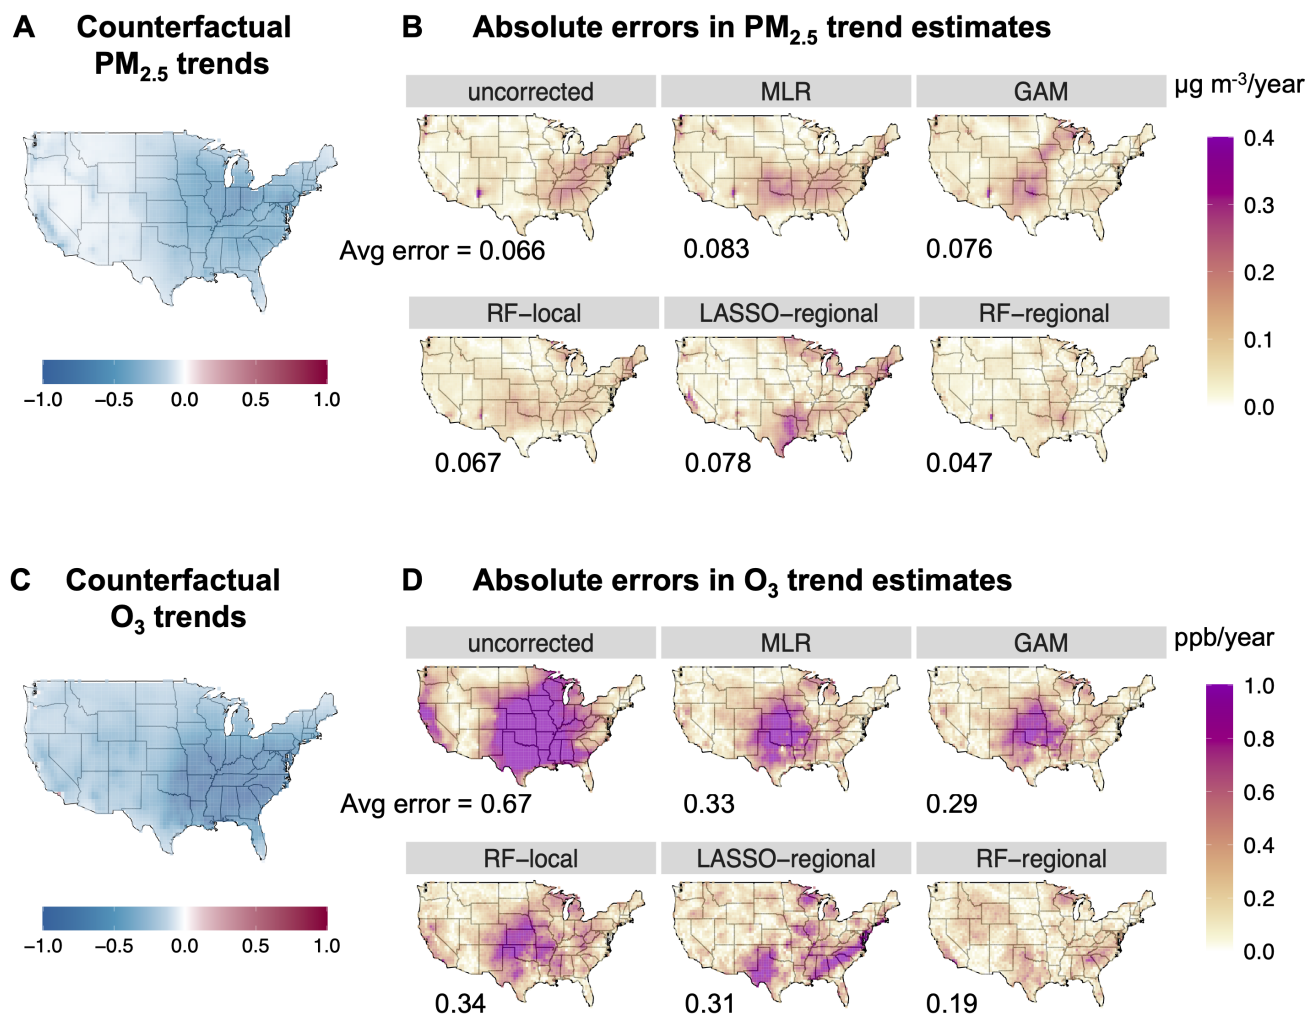 A Counterfactual
PM2.5 trends
B Absolute errors in PM2.5 trend estimates
uncorrected MLR GAM
µg m-3/year
0.4
0.3
0.2
0.1
0.0
Avg error = 0.066 0.083 0.076
RF−local LASSO−regional RF−regional
−1.0 −0.5 0.0 0.5 1.0
0.067 0.078 0.047
C Counterfactual
O3 trends
D Absolute errors in O3 trend estimates
uncorrected MLR GAM
ppb/year
1.0
0.8
0.6
0.4
0.2
0.0
Avg error = 0.67 0.33 0.29
RF−local LASSO−regional RF−regional
−1.0 −0.5 0.0 0.5 1.0
0.34 0.31 0.19